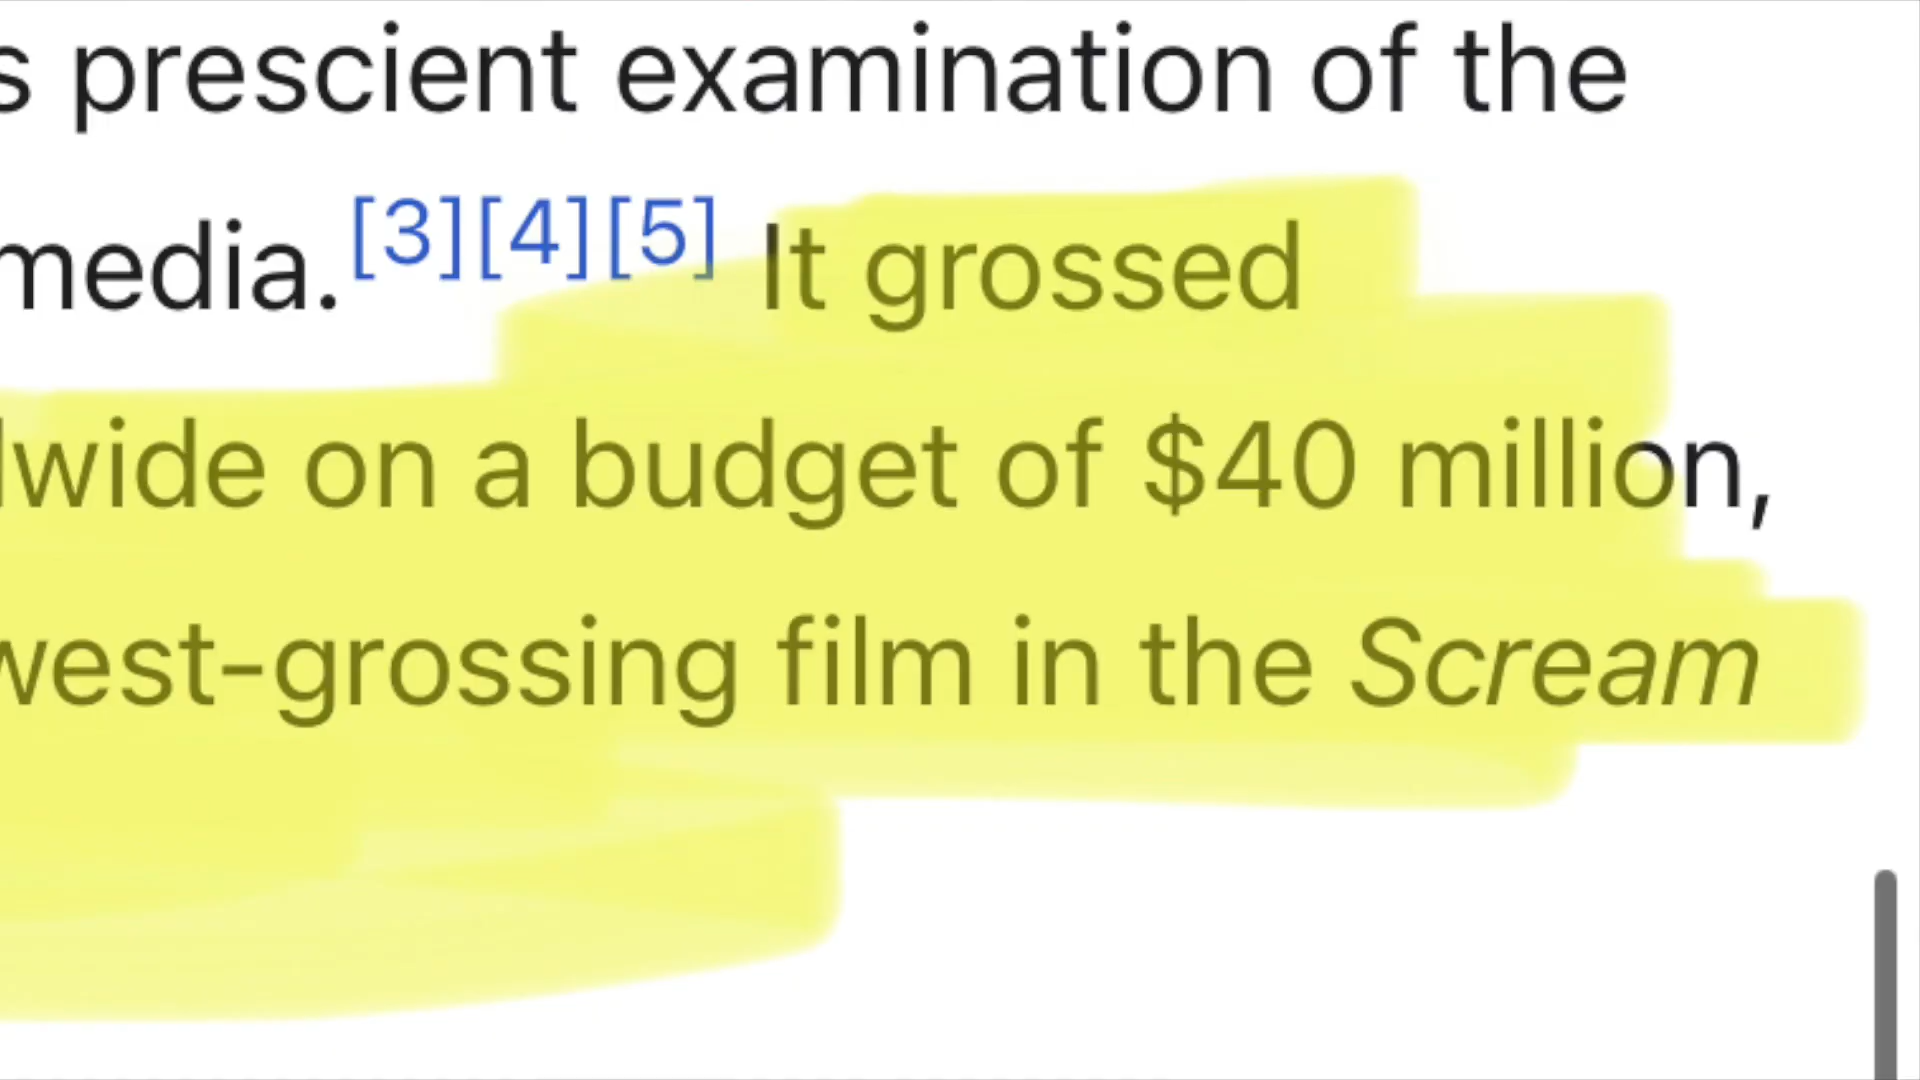 s prescient examination of the
media.[3][4][5] It grossed
lwide on a budget of $40 million,
west-grossing film in the Scream